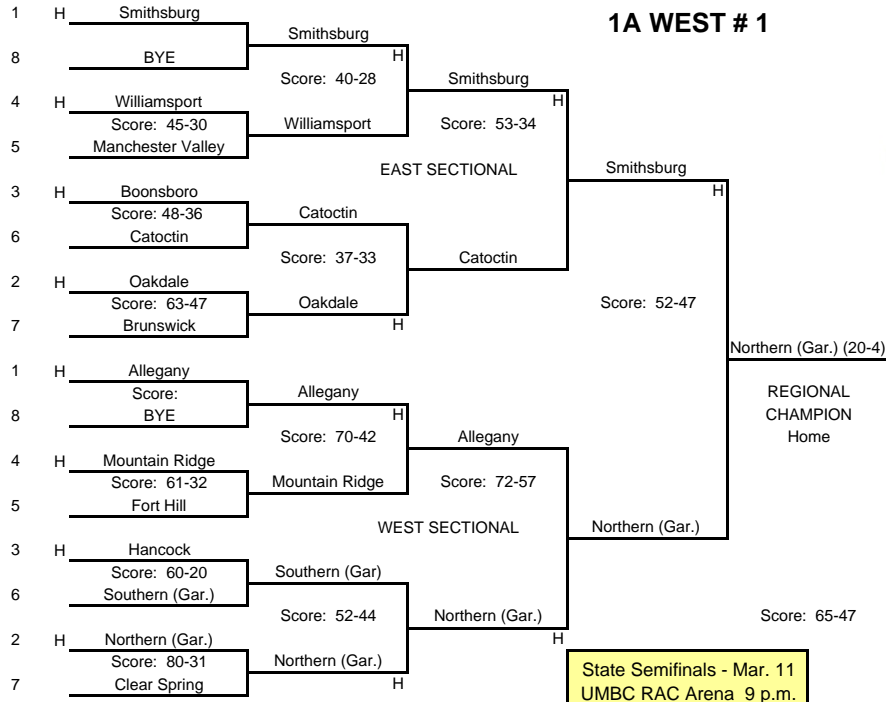 1A WEST # 1
1 H Smithsburg
Smithsburg
8 BYE H
Score: 40-28 Smithsburg
4 H Williamsport H
Score: 45-30 Williamsport Score: 53-34
5 Manchester Valley
EAST SECTIONAL Smithsburg
3 H Boonsboro H
Score: 48-36 Catoctin
6 Catoctin
Score: 37-33 Catoctin
2 H Oakdale
Score: 63-47 Oakdale Score: 52-47
7 Brunswick H
Northern (Gar.) (20-4)
1 H Allegany
Score: Allegany REGIONAL
8 BYE H CHAMPION
Score: 70-42 Allegany Home
4 H Mountain Ridge
Score: 61-32 Mountain Ridge Score: 72-57
5 Fort Hill
WEST SECTIONAL Northern (Gar.)
3 H Hancock
Score: 60-20 Southern (Gar)
6 Southern (Gar.)
Score: 52-44 Northern (Gar.) Score: 65-47
2 H Northern (Gar.) H
Score: 80-31 Northern (Gar.)
7 Clear Spring H
State Semifinals - Mar. 11
UMBC RAC Arena 9 p.m.